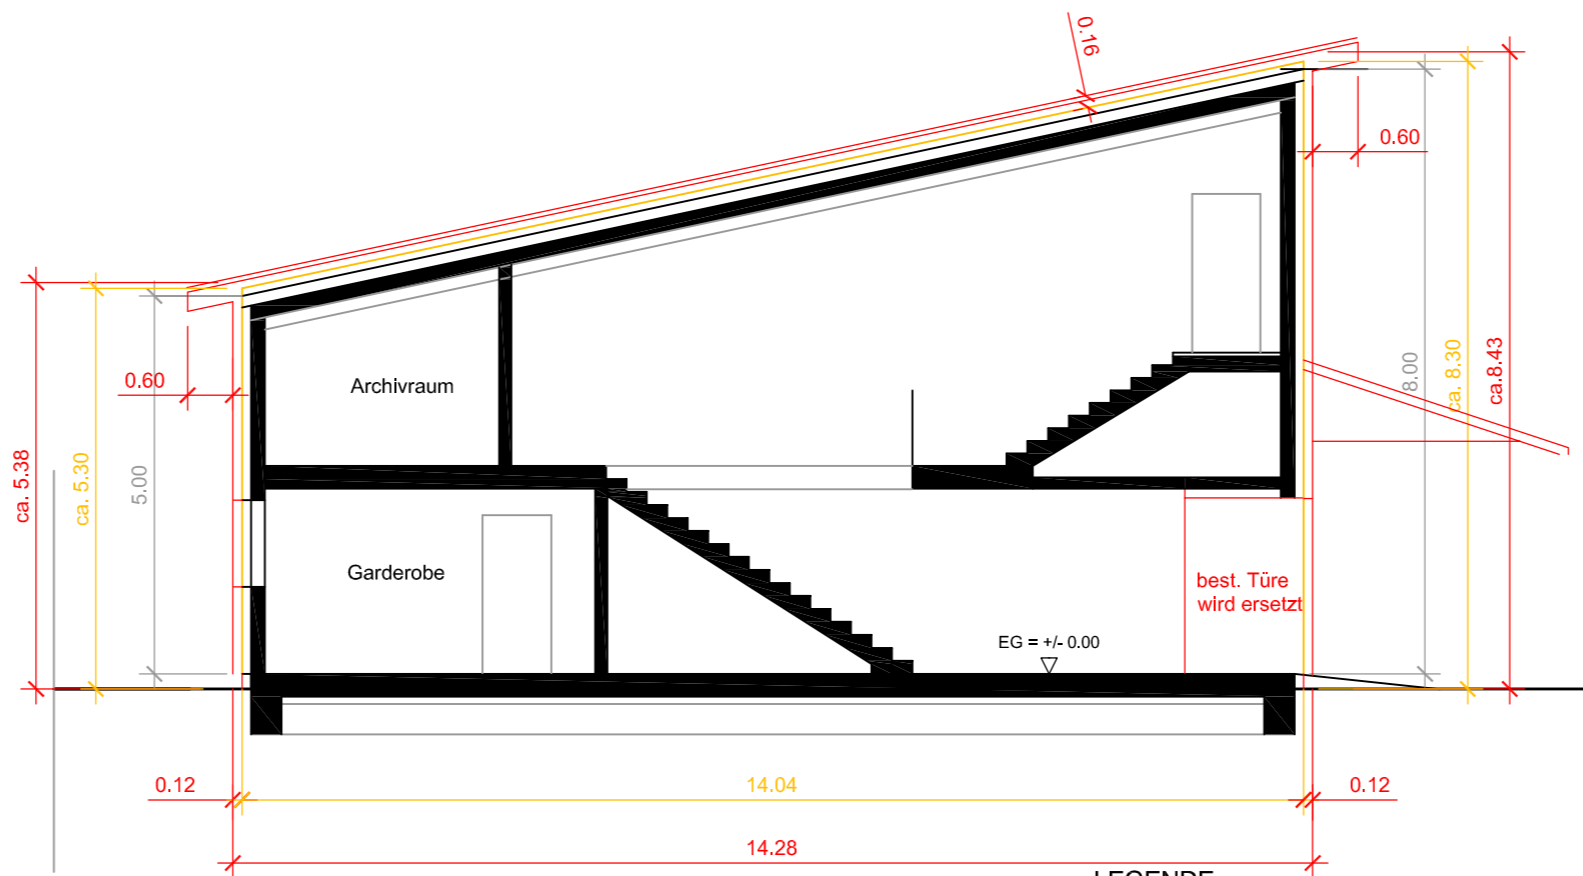 0.16
0.60
0.60
Archivraum
ca. 5.38
ca. 5.30
5.00
8.00
ca. 8.30
ca.8.43
Garderobe
best. Türe
wird ersetzt
EG = +/- 0.00
0.12
14.04
0.12
14.28
LEGENDE